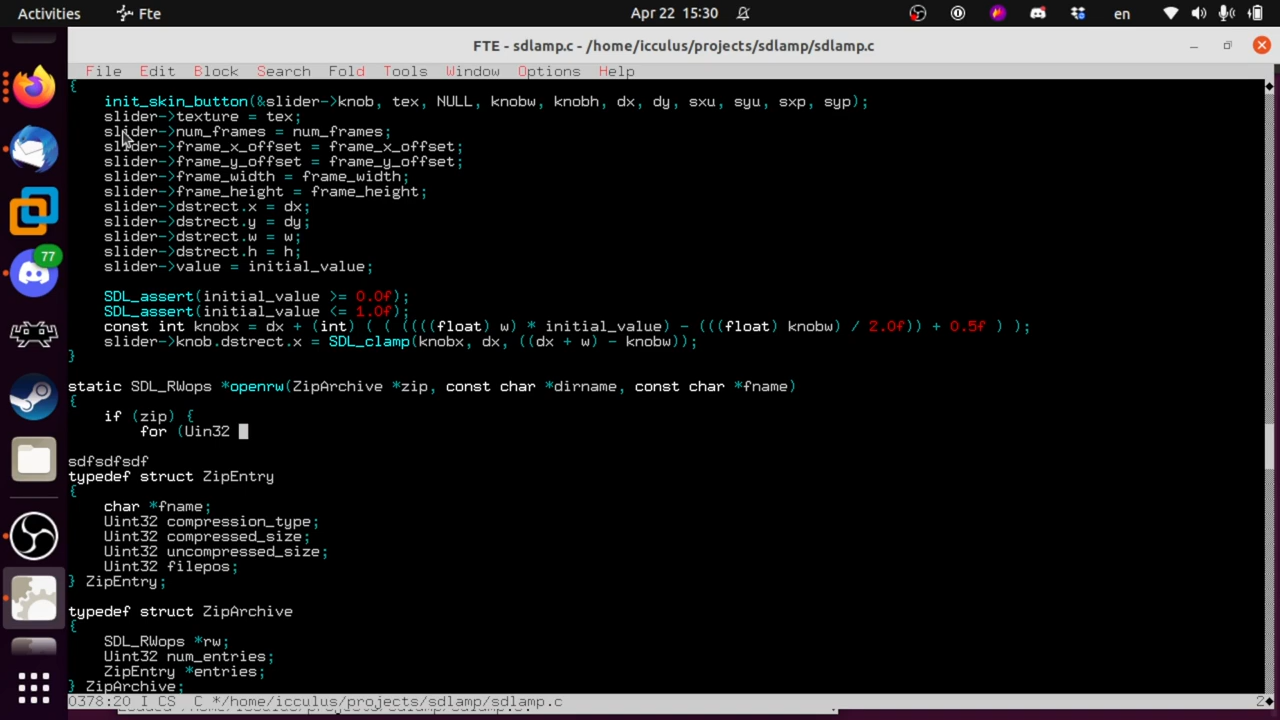 Activities
Fte
Apr 22 15:30
en
FTE - sdlamp.c - /home/icculus/projects/sdlamp/sdlamp.c
File Edit Block Search Fold Tools Window Options Help
{
init_skin_button(&slider->knob, tex, NULL, knobw, knobh, dx, dy, sxu, syu, sxp, syp);
slider->texture = tex;
slider->num_frames = num_frames;
slider->frame_x_offset = frame_x_offset;
slider->frame_y_offset = frame_y_offset;
slider->frame_width = frame_width;
slider->frame_height = frame_height;
slider->dstrect.x = dx;
slider->dstrect.y = dy;
slider->dstrect.w = w;
slider->dstrect.h = h;
slider->value = initial_value;
SDL_assert(initial_value >= 0.0f);
SDL_assert(initial_value <= 1.0f);
const int knobx = dx + (int) ( ( ((((float) w) * initial_value) - (((float) knobw) / 2.0f)) + 0.5f ) );
slider->knob.dstrect.x = SDL_clamp(knobx, dx, ((dx + w) - knobw));
}
static SDL_RWops *openrw(ZipArchive *zip, const char *dirname, const char *fname)
{
if (zip) {
for (Uin32
sdfsdfsdf
typedef struct ZipEntry
{
char *fname;
Uint32 compression_type;
Uint32 compressed_size;
Uint32 uncompressed_size;
Uint32 filepos;
} ZipEntry;
typedef struct ZipArchive
{
SDL_RWops *rw;
Uint32 num_entries;
ZipEntry *entries;
} ZipArchive;
0378:20 I CS C */home/icculus/projects/sdlamp/sdlamp.c
2
77